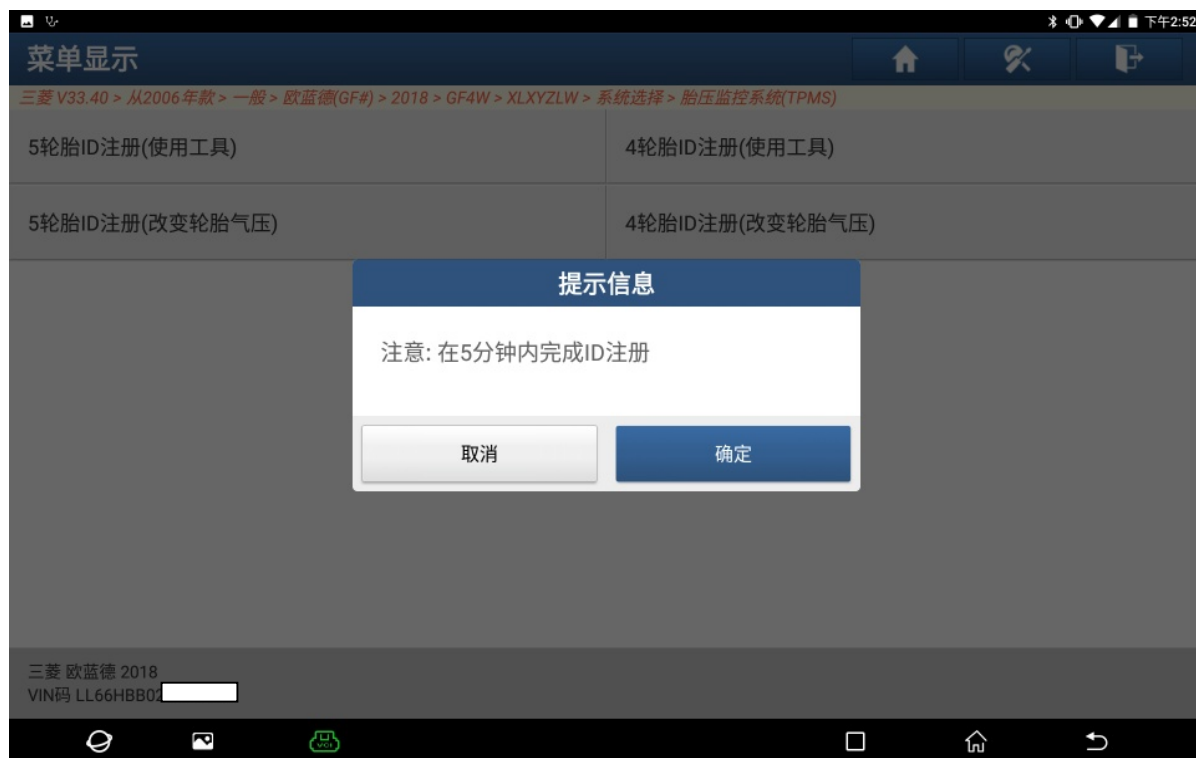 下午2:52
菜单显示
三菱 V33.40 > 从2006年款 > 一般 > 欧蓝德(GF#) > 2018 > GF4W > XLXYZLW > 系统选择 > 胎压监控系统(TPMS)
5轮胎ID注册(使用工具)
4轮胎ID注册(使用工具)
5轮胎ID注册(改变轮胎气压)
4轮胎ID注册(改变轮胎气压)
提示信息
注意: 在5分钟内完成ID注册
取消
确定
三菱 欧蓝德 2018
VIN码 LL66HBB02
VCI